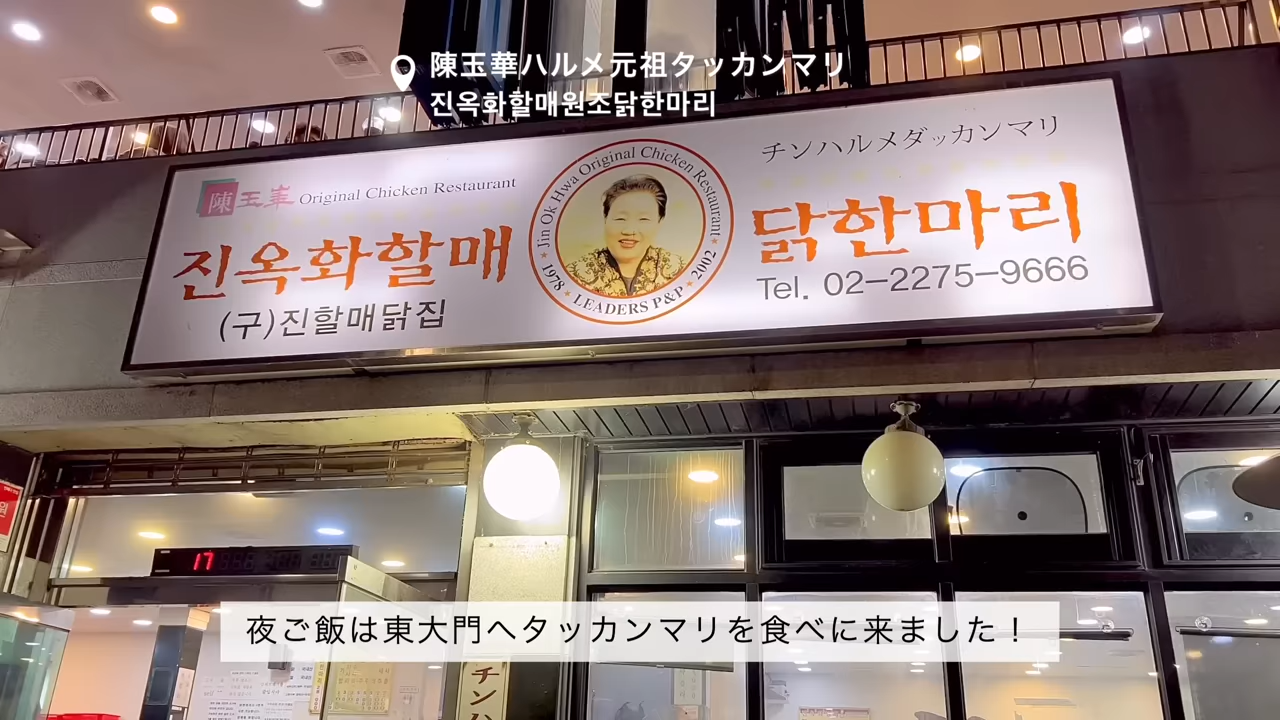 陳玉華ハルメ元祖タッカンマリ
진옥화할매원조닭한마리
陳玉華 Original Chicken Restaurant
진옥화할매
(구)진할매닭집
Jin Ok Hwa Original Chicken Restaurant
1978 ★ LEADERS P&P ★ 2002
チンハルメダッカンマリ
닭한마리
Tel. 02-2275-9666
17
夜ご飯は東大門へタッカンマリを食べに来ました！
チンハ